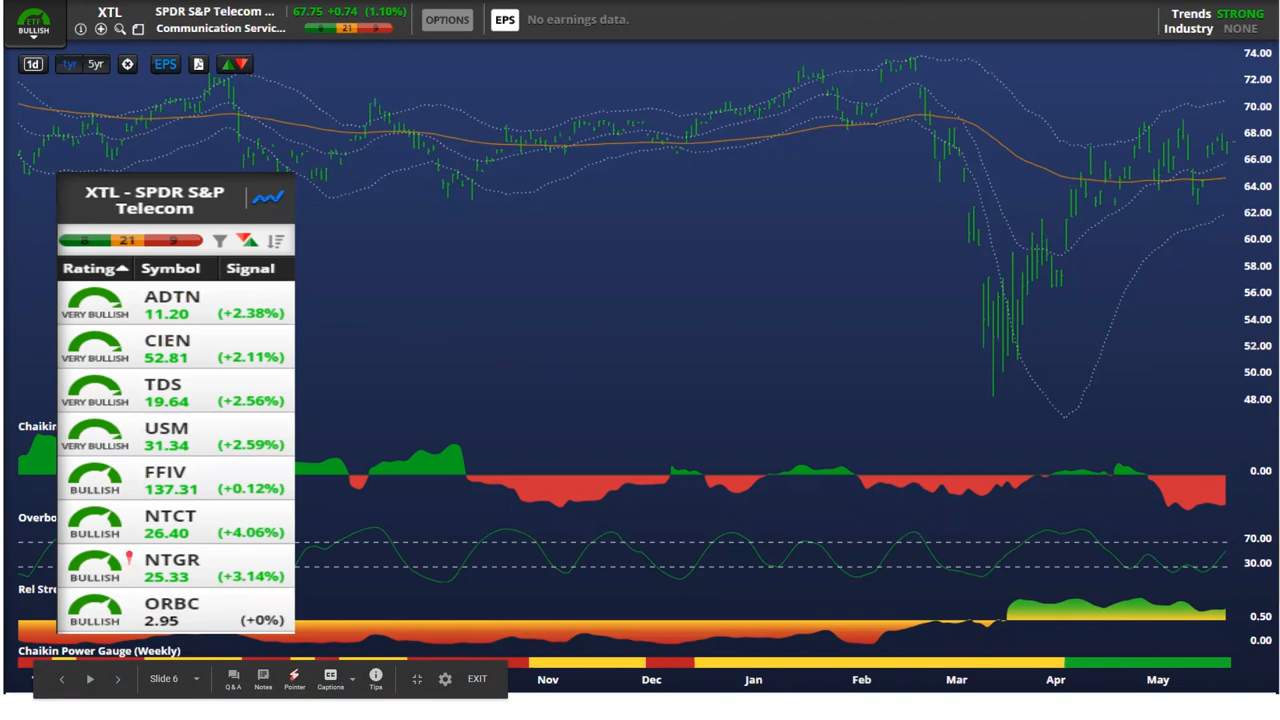 ETF
BULLISH
XTL
SPDR S&P Telecom ...
67.75 +0.74 (1.10%)
Communication Servic...
8 21 9
OPTIONS
EPS
No earnings data.
Trends STRONG
Industry NONE
1d
1yr 5yr
EPS
74.00
72.00
70.00
68.00
66.00
64.00
62.00
60.00
58.00
56.00
54.00
52.00
50.00
48.00
XTL - SPDR S&P
Telecom
8 21 9
Rating Symbol Signal
VERY BULLISH ADTN 11.20 (+2.38%)
VERY BULLISH CIEN 52.81 (+2.11%)
VERY BULLISH TDS 19.64 (+2.56%)
VERY BULLISH USM 31.34 (+2.59%)
BULLISH FFIV 137.31 (+0.12%)
BULLISH NTCT 26.40 (+4.06%)
BULLISH NTGR 25.33 (+3.14%)
BULLISH ORBC 2.95 (+0%)
Chaikin
0.00
Overbo
70.00
30.00
Rel Stre
0.50
0.00
Chaikin Power Gauge (Weekly)
Nov Dec Jan Feb Mar Apr May
Slide 6
Q & A Notes Pointer Captions Tips
EXIT